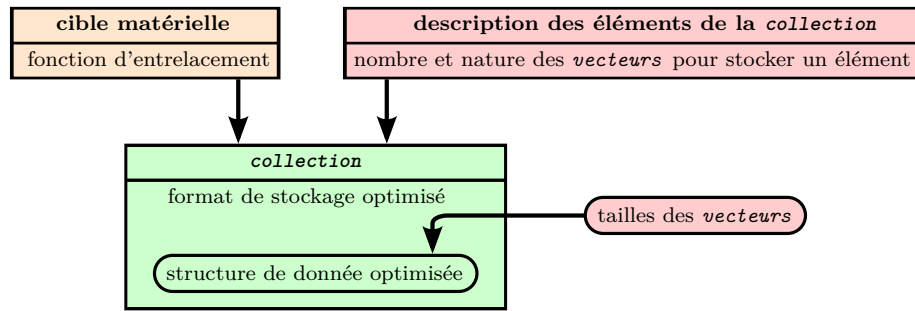 cible matérielle
fonction d'entrelacement
description des éléments de la collection
nombre et nature des vecteurs pour stocker un élément
collection
format de stockage optimisé
tailles des vecteurs
structure de donnée optimisée